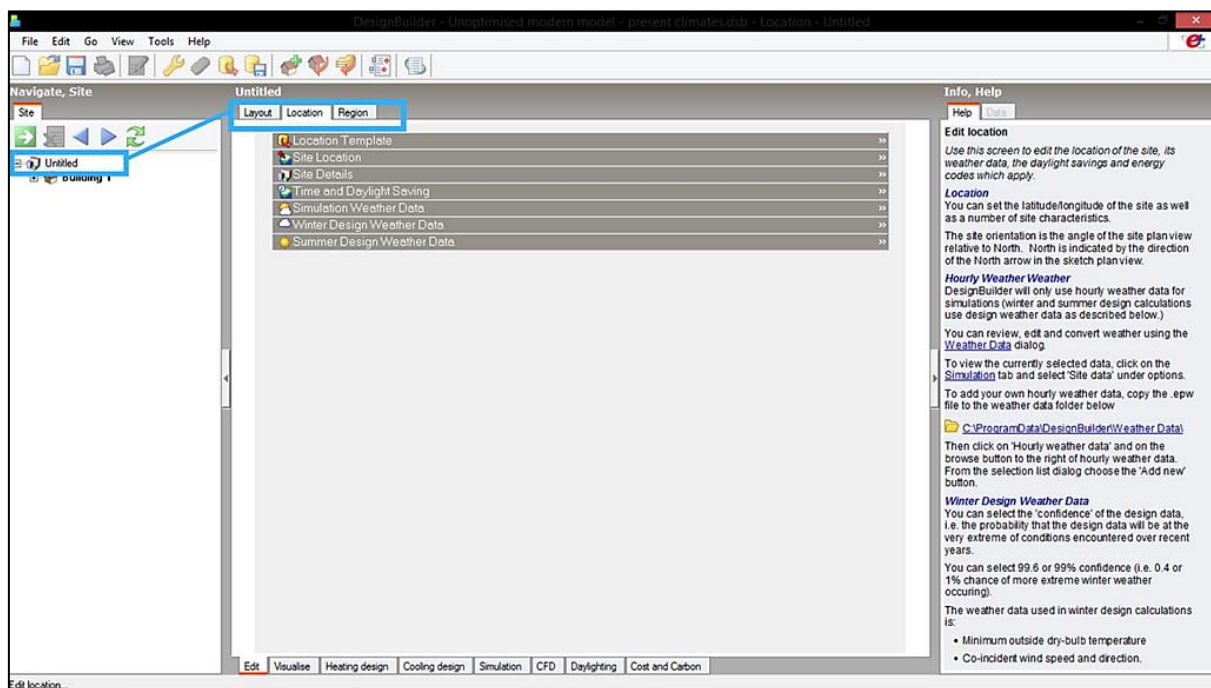 DesignBuilder - Unoptimised modern model - present climates.dsb - Location - Untitled
File Edit Go View Tools Help
Navigate, Site
Site
Untitled
Building 1
Untitled
Layout Location Region
Location Template
Site Location
Site Details
Time and Daylight Saving
Simulation Weather Data
Winter Design Weather Data
Summer Design Weather Data
Edit Visualise Heating design Cooling design Simulation CFD Daylighting Cost and Carbon
Info, Help
Help Data
Edit location
Use this screen to edit the location of the site, its
weather data, the daylight savings and energy
codes which apply.
Location
You can set the latitude/longitude of the site as well
as a number of site characteristics.
The site orientation is the angle of the site plan view
relative to North. North is indicated by the direction
of the North arrow in the sketch plan view.
Hourly Weather Weather
DesignBuilder will only use hourly weather data for
simulations (winter and summer design calculations
use design weather data as described below.)
You can review, edit and convert weather using the
Weather Data dialog.
To view the currently selected data, click on the
Simulation tab and select 'Site data' under options.
To add your own hourly weather data, copy the .epw
file to the weather data folder below
C:\ProgramData\DesignBuilder\Weather Data\
Then click on 'Hourly weather data' and on the
browse button to the right of hourly weather data.
From the selection list dialog choose the 'Add new'
button.
Winter Design Weather Data
You can select the 'confidence' of the design data,
i.e. the probability that the design data will be at the
very extreme of conditions encountered over recent
years.
You can select 99.6 or 99% confidence (i.e. 0.4 or
1% chance of more extreme winter weather
occuring).
The weather data used in winter design calculations
is:
• Minimum outside dry-bulb temperature
• Co-incident wind speed and direction.
Edit location...